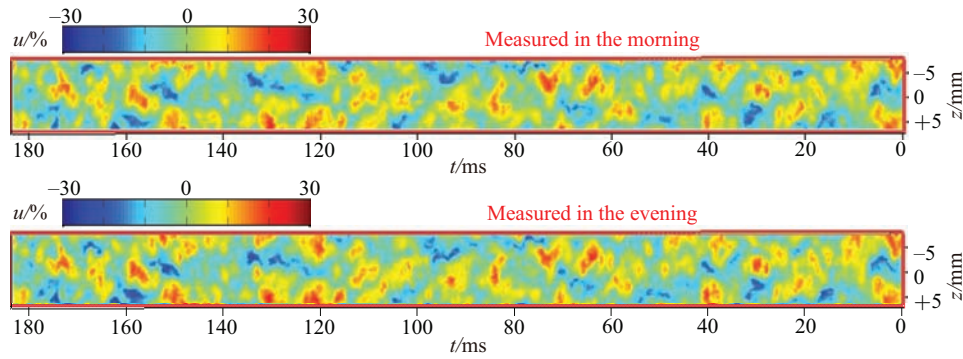 −30 0 30
u/%
Measured in the morning
−5
0
+5
z/mm
180 160 140 120 100 80 60 40 20 0
t/ms
−30 0 30
u/%
Measured in the evening
−5
0
+5
z/mm
180 160 140 120 100 80 60 40 20 0
t/ms